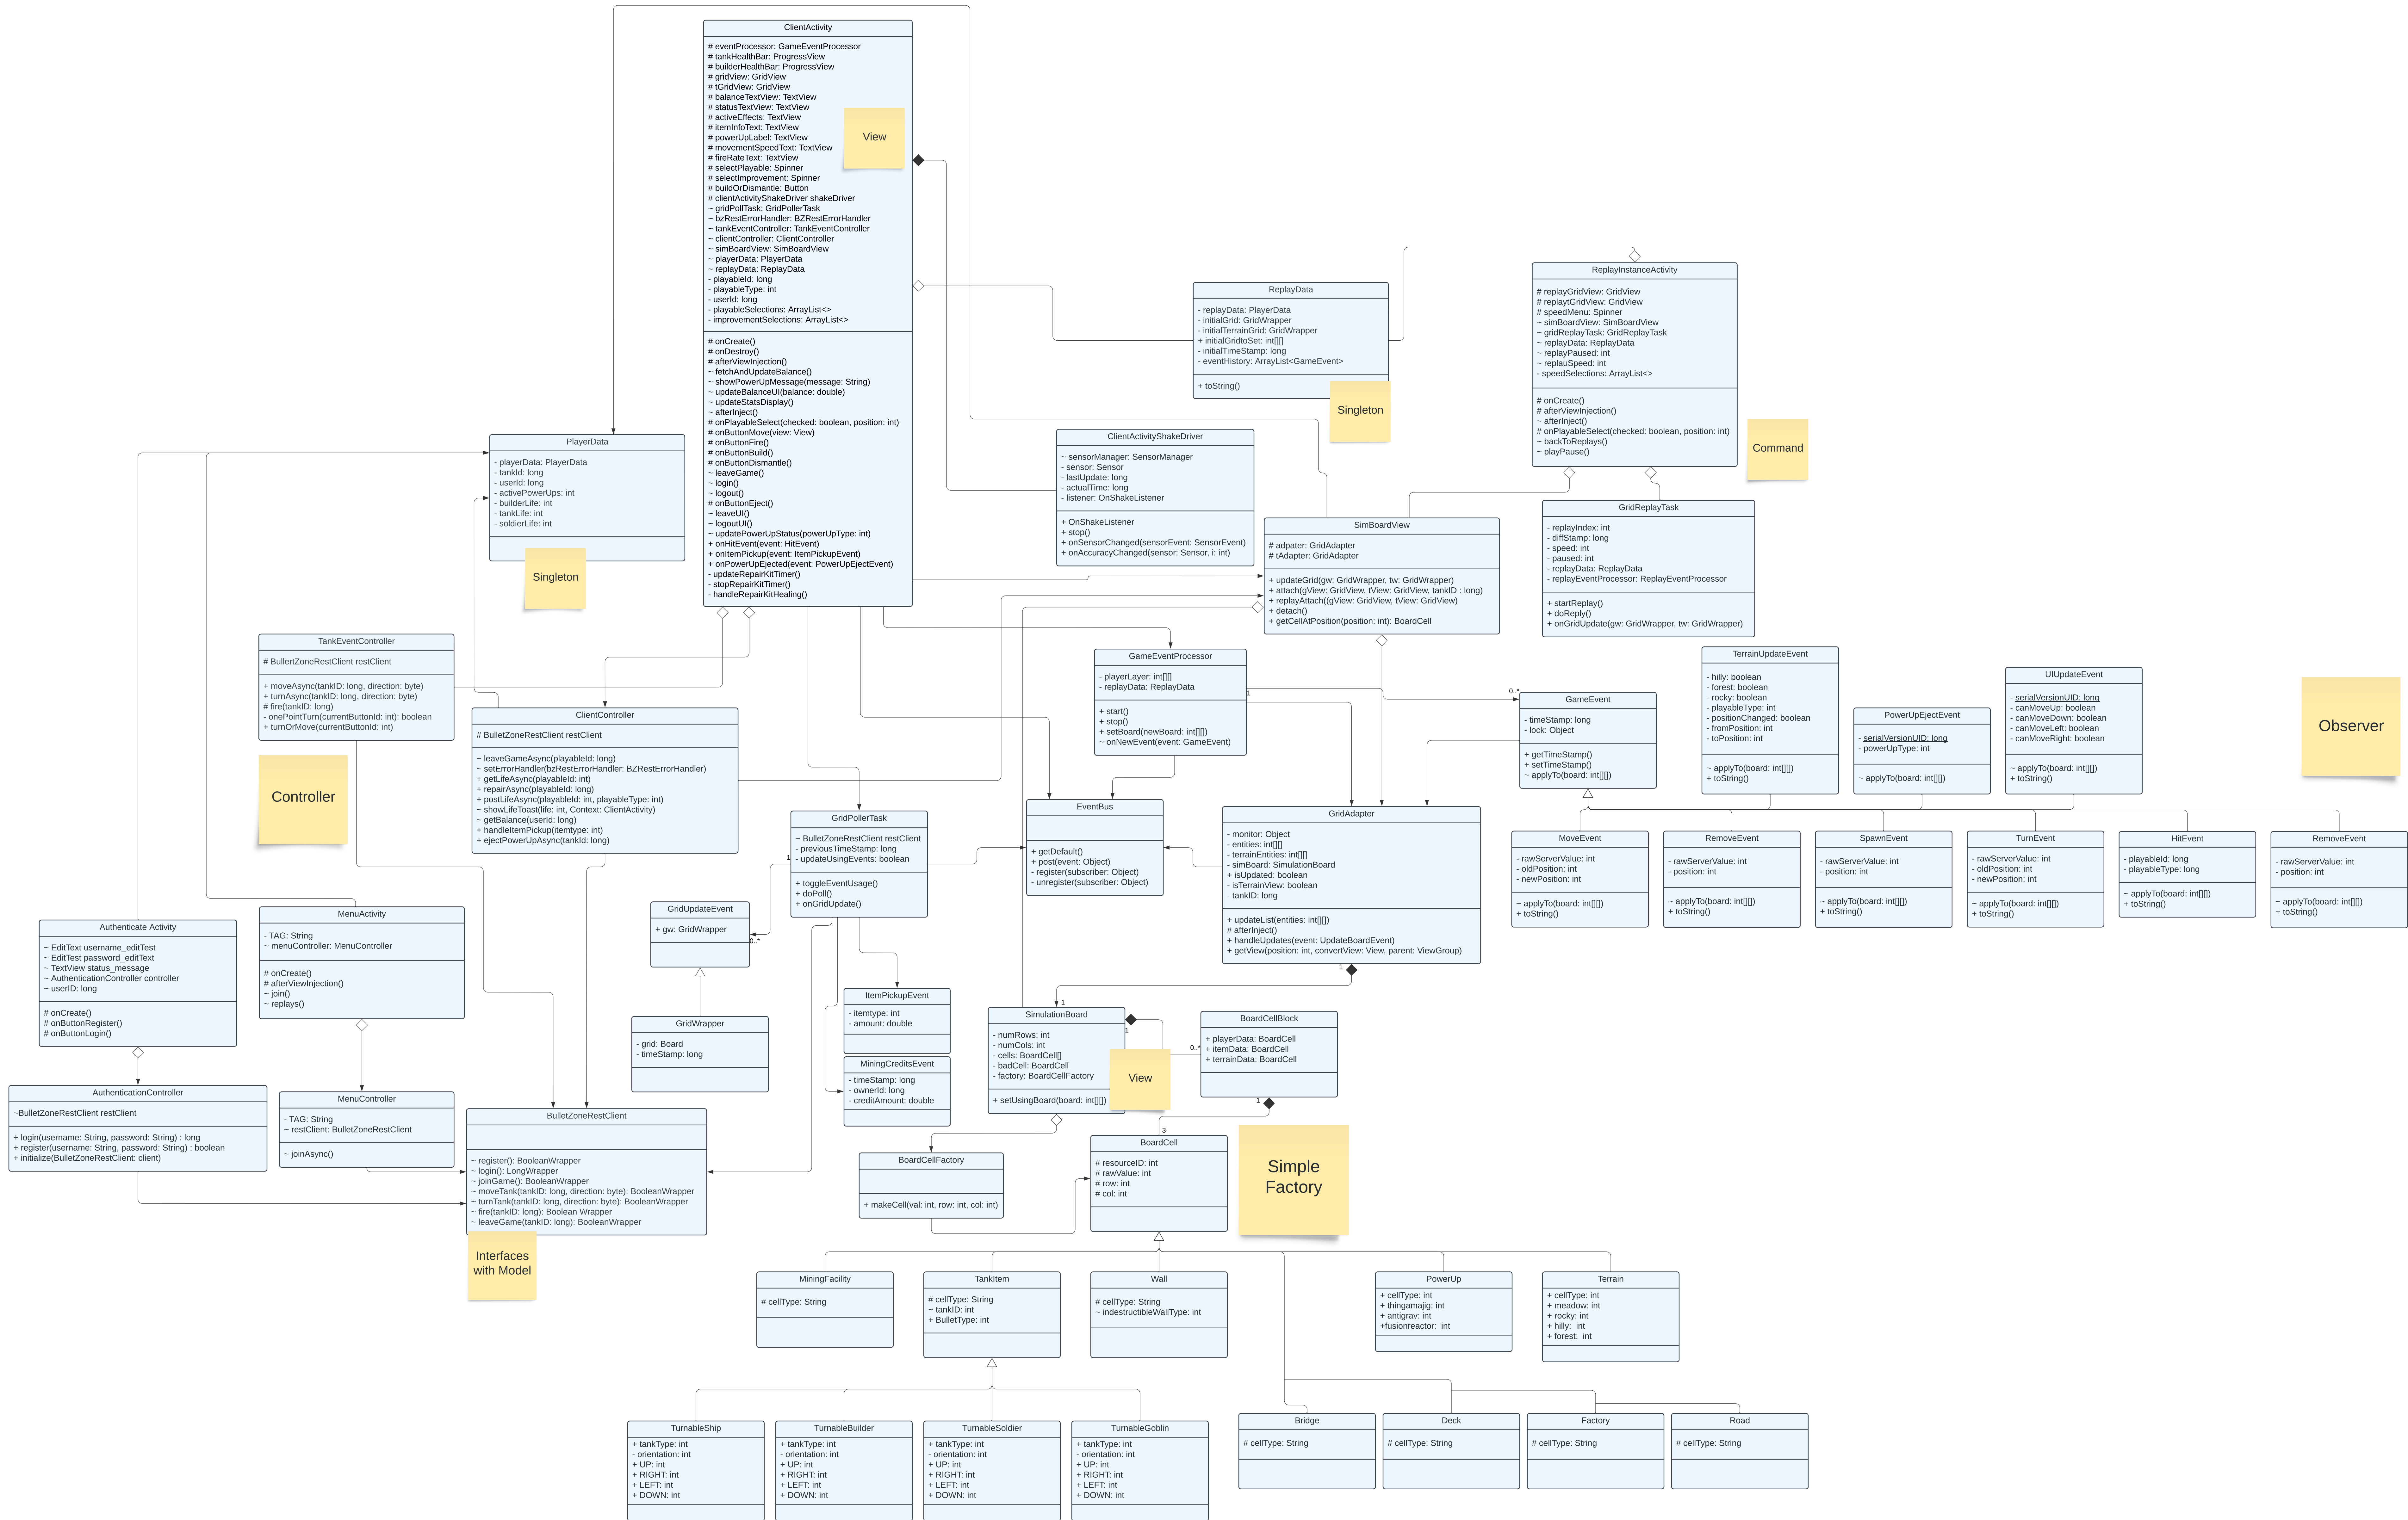 ClientActivity
# eventProcessor: GameEventProcessor
# tankHealthBar: ProgressView
# builderHealthBar: ProgressView
# gridView: GridView
# tGridView: GridView
# balanceTextView: TextView
# statusTextView: TextView
# activeEffects: TextView
# itemInfoText: TextView
# powerUpLabel: TextView
# movementSpeedText: TextView
# fireRateText: TextView
# selectPlayable: Spinner
# selectImprovement: Spinner
# buildOrDismantle: Button
# clientActivityShakeDriver shakeDriver
~ gridPollTask: GridPollerTask
~ bzRestErrorHandler: BZRestErrorHandler
~ tankEventController: TankEventController
~ clientController: ClientController
~ simBoardView: SimBoardView
~ playerData: PlayerData
~ replayData: ReplayData
- playableId: long
- playableType: int
- userId: long
- playableSelections: ArrayList<>
- improvementSelections: ArrayList<>
# onCreate()
# onDestroy()
# afterViewInjection()
~ fetchAndUpdateBalance()
~ showPowerUpMessage(message: String)
~ updateBalanceUI(balance: double)
~ updateStatsDisplay()
~ afterInject()
# onPlayableSelect(checked: boolean, position: int)
# onButtonMove(view: View)
# onButtonFire()
# onButtonBuild()
# onButtonDismantle()
~ leaveGame()
~ login()
~ logout()
# onButtonEject()
~ leaveUI()
~ logoutUI()
~ updatePowerUpStatus(powerUpType: int)
+ onHitEvent(event: HitEvent)
+ onItemPickup(event: ItemPickupEvent)
+ onPowerUpEjected(event: PowerUpEjectEvent)
- updateRepairKitTimer()
- stopRepairKitTimer()
- handleRepairKitHealing()
View
ReplayData
- replayData: PlayerData
- initialGrid: GridWrapper
- initialTerrainGrid: GridWrapper
+ initialGridtoSet: int[][]
- initialTimeStamp: long
- eventHistory: ArrayList<GameEvent>
+ toString()
Singleton
ReplayInstanceActivity
# replayGridView: GridView
# replaytGridView: GridView
# speedMenu: Spinner
~ simBoardView: SimBoardView
~ gridReplayTask: GridReplayTask
~ replayData: ReplayData
~ replayPaused: int
~ replauSpeed: int
- speedSelections: ArrayList<>
# onCreate()
# afterViewInjection()
~ afterInject()
# onPlayableSelect(checked: boolean, position: int)
~ backToReplays()
~ playPause()
Command
PlayerData
- playerData: PlayerData
- tankId: long
- userId: long
- activePowerUps: int
- builderLife: int
- tankLife: int
- soldierLife: int
Singleton
ClientActivityShakeDriver
~ sensorManager: SensorManager
- sensor: Sensor
- lastUpdate: long
- actualTime: long
- listener: OnShakeListener
+ OnShakeListener
+ stop()
+ onSensorChanged(sensorEvent: SensorEvent)
+ onAccuracyChanged(sensor: Sensor, i: int)
SimBoardView
# adpater: GridAdapter
# tAdapter: GridAdapter
+ updateGrid(gw: GridWrapper, tw: GridWrapper)
+ attach(gView: GridView, tView: GridView, tankID : long)
+ replayAttach((gView: GridView, tView: GridView)
+ detach()
+ getCellAtPosition(position: int): BoardCell
GridReplayTask
- replayIndex: int
- diffStamp: long
- speed: int
- paused: int
- replayData: ReplayData
- replayEventProcessor: ReplayEventProcessor
+ startReplay()
+ doReply()
+ onGridUpdate(gw: GridWrapper, tw: GridWrapper)
TankEventController
# BullertZoneRestClient restClient
+ moveAsync(tankID: long, direction: byte)
+ turnAsync(tankID: long, direction: byte)
# fire(tankID: long)
- onePointTurn(currentButtonId: int): boolean
+ turnOrMove(currentButtonId: int)
Controller
ClientController
# BulletZoneRestClient restClient
~ leaveGameAsync(playableId: long)
~ setErrorHandler(bzRestErrorHandler: BZRestErrorHandler)
+ getLifeAsync(playableId: int)
+ repairAsync(playableId: long)
+ postLifeAsync(playableId: int, playableType: int)
~ showLifeToast(life: int, Context: ClientActivity)
~ getBalance(userId: long)
+ handleItemPickup(itemtype: int)
+ ejectPowerUpAsync(tankId: long)
GameEventProcessor
- playerLayer: int[][]
- replayData: ReplayData
+ start()
+ stop()
+ setBoard(newBoard: int[][])
~ onNewEvent(event: GameEvent)
1
0..*
GameEvent
- timeStamp: long
- lock: Object
+ getTimeStamp()
+ setTimeStamp()
~ applyTo(board: int[][])
TerrainUpdateEvent
- hilly: boolean
- forest: boolean
- rocky: boolean
- playableType: int
- positionChanged: boolean
- fromPosition: int
- toPosition: int
~ applyTo(board: int[][])
+ toString()
PowerUpEjectEvent
- serialVersionUID: long
- powerUpType: int
~ applyTo(board: int[][])
UIUpdateEvent
- serialVersionUID: long
- canMoveUp: boolean
- canMoveDown: boolean
- canMoveLeft: boolean
- canMoveRight: boolean
~ applyTo(board: int[][])
+ toString()
Observer
MoveEvent
- rawServerValue: int
- oldPosition: int
- newPosition: int
~ applyTo(board: int[][])
+ toString()
RemoveEvent
- rawServerValue: int
- position: int
~ applyTo(board: int[][])
+ toString()
SpawnEvent
- rawServerValue: int
- position: int
~ applyTo(board: int[][])
+ toString()
TurnEvent
- rawServerValue: int
- oldPosition: int
- newPosition: int
~ applyTo(board: int[][])
+ toString()
HitEvent
- playableId: long
- playableType: long
~ applyTo(board: int[][])
+ toString()
RemoveEvent
- rawServerValue: int
- position: int
~ applyTo(board: int[][])
+ toString()
GridPollerTask
~ BulletZoneRestClient restClient
- previousTimeStamp: long
- updateUsingEvents: boolean
+ toggleEventUsage()
+ doPoll()
+ onGridUpdate()
1
EventBus
+ getDefault()
+ post(event: Object)
- register(subscriber: Object)
- unregister(subscriber: Object)
GridAdapter
- monitor: Object
- entities: int[][]
- terrainEntities: int[][]
- simBoard: SimulationBoard
+ isUpdated: boolean
- isTerrainView: boolean
- tankID: long
+ updateList(entities: int[][])
# afterInject()
+ handleUpdates(event: UpdateBoardEvent)
+ getView(position: int, convertView: View, parent: ViewGroup)
1
1
GridUpdateEvent
+ gw: GridWrapper
0..*
GridWrapper
- grid: Board
- timeStamp: long
ItemPickupEvent
- itemtype: int
- amount: double
MiningCreditsEvent
- timeStamp: long
- ownerId: long
- creditAmount: double
SimulationBoard
- numRows: int
- numCols: int
- cells: BoardCell[]
- badCell: BoardCell
- factory: BoardCellFactory
+ setUsingBoard(board: int[][])
1
View
0..*
BoardCellBlock
+ playerData: BoardCell
+ itemData: BoardCell
+ terrainData: BoardCell
1
3
Authenticate Activity
~ EditText username_editTest
~ EditTest password_editText
~ TextView status_message
~ AuthenticationController controller
~ userID: long
# onCreate()
# onButtonRegister()
# onButtonLogin()
MenuActivity
- TAG: String
~ menuController: MenuController
# onCreate()
# afterViewInjection()
~ join()
~ replays()
AuthenticationController
~BulletZoneRestClient restClient
+ login(username: String, password: String) : long
+ register(username: String, password: String) : boolean
+ initialize(BulletZoneRestClient: client)
MenuController
- TAG: String
~ restClient: BulletZoneRestClient
~ joinAsync()
BulletZoneRestClient
~ register(): BooleanWrapper
~ login(): LongWrapper
~ joinGame(): BooleanWrapper
~ moveTank(tankID: long, direction: byte): BooleanWrapper
~ turnTank(tankID: long, direction: byte): BooleanWrapper
~ fire(tankID: long): Boolean Wrapper
~ leaveGame(tankID: long): BooleanWrapper
Interfaces
with Model
BoardCellFactory
+ makeCell(val: int, row: int, col: int)
BoardCell
# resourceID: int
# rawValue: int
# row: int
# col: int
Simple
Factory
MiningFacility
# cellType: String
TankItem
# cellType: String
~ tankID: int
+ BulletType: int
Wall
# cellType: String
~ indestructibleWallType: int
PowerUp
+ cellType: int
+ thingamajig: int
+ antigrav: int
+fusionreactor:  int
Terrain
+ cellType: int
+ meadow: int
+ rocky: int
+ hilly:  int
+ forest:  int
TurnableShip
+ tankType: int
- orientation: int
+ UP: int
+ RIGHT: int
+ LEFT: int
+ DOWN: int
TurnableBuilder
+ tankType: int
- orientation: int
+ UP: int
+ RIGHT: int
+ LEFT: int
+ DOWN: int
TurnableSoldier
+ tankType: int
- orientation: int
+ UP: int
+ RIGHT: int
+ LEFT: int
+ DOWN: int
TurnableGoblin
+ tankType: int
- orientation: int
+ UP: int
+ RIGHT: int
+ LEFT: int
+ DOWN: int
Bridge
# cellType: String
Deck
# cellType: String
Factory
# cellType: String
Road
# cellType: String